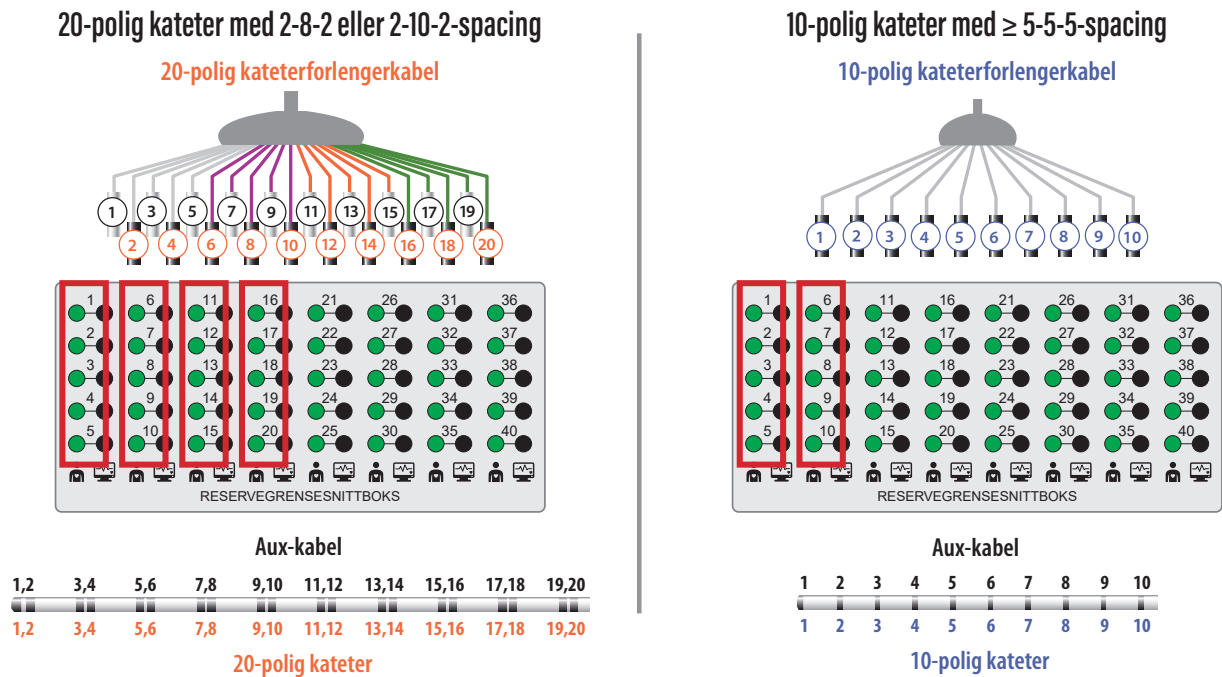 20-polig kateter med 2-8-2 eller 2-10-2-spacing
20-polig kateterforlengerkabel
1 3 5 7 9 11 13 15 17 19
2 4 6 8 10 12 14 16 18 20
1 6 11 16 21 26 31 36
2 7 12 17 22 27 32 37
3 8 13 18 23 28 33 38
4 9 14 19 24 29 34 39
5 10 15 20 25 30 35 40
RESERVEGRENSESNITTBOKS
Aux-kabel
1,2 3,4 5,6 7,8 9,10 11,12 13,14 15,16 17,18 19,20
1,2 3,4 5,6 7,8 9,10 11,12 13,14 15,16 17,18 19,20
20-polig kateter
10-polig kateter med ≥ 5-5-5-spacing
10-polig kateterforlengerkabel
1 2 3 4 5 6 7 8 9 10
1 6 11 16 21 26 31 36
2 7 12 17 22 27 32 37
3 8 13 18 23 28 33 38
4 9 14 19 24 29 34 39
5 10 15 20 25 30 35 40
RESERVEGRENSESNITTBOKS
Aux-kabel
1 2 3 4 5 6 7 8 9 10
1 2 3 4 5 6 7 8 9 10
10-polig kateter